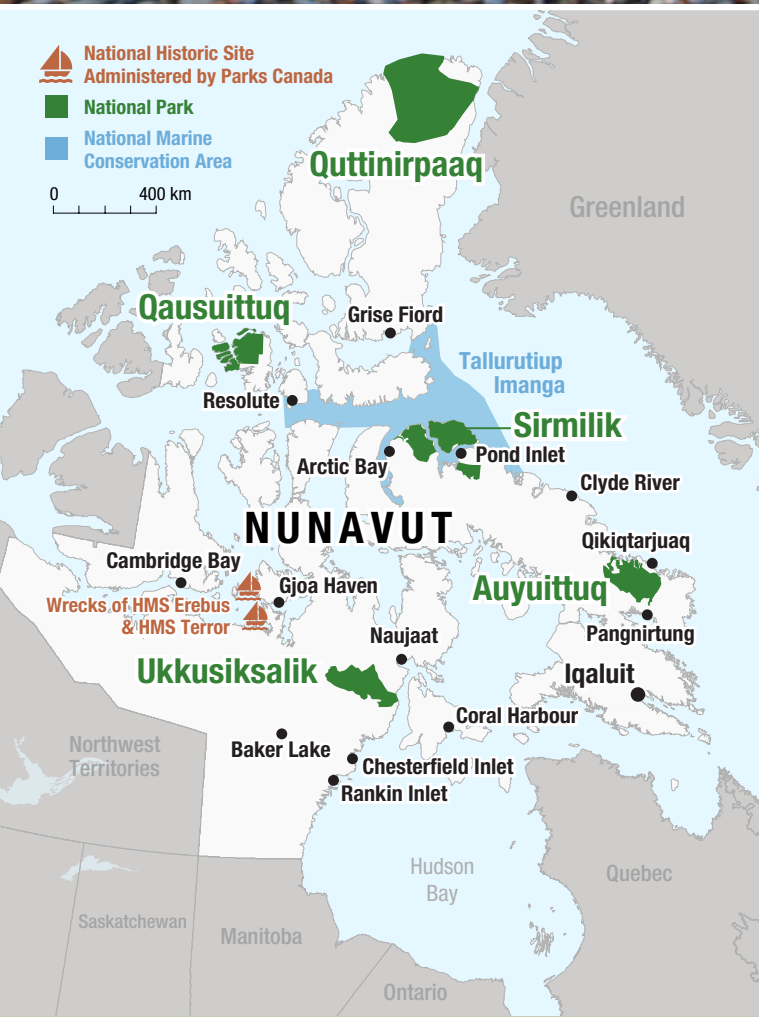 National Historic Site
Administered by Parks Canada
National Park
National Marine
Conservation Area
0 400 km
Quttinirpaaq
Greenland
Qausuittuq
Grise Fiord
Tallurutiup
Imanga
Resolute
Sirmilik
Arctic Bay
Pond Inlet
Clyde River
NUNAVUT
Qikiqtarjuaq
Cambridge Bay
Gjoa Haven
Auyuittuq
Wrecks of HMS Erebus
& HMS Terror
Pangnirtung
Naujaat
Ukkusiksalik
Iqaluit
Coral Harbour
Northwest
Territories
Baker Lake
Chesterfield Inlet
Rankin Inlet
Hudson
Bay
Quebec
Saskatchewan
Manitoba
Ontario